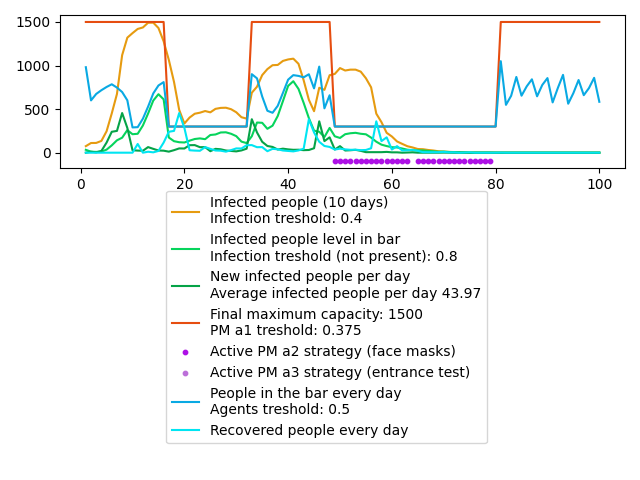 1500
1000
500
0
0
20
40
60
80
100
Infected people (10 days)
Infection treshold: 0.4
Infected people level in bar
Infection treshold (not present): 0.8
New infected people per day
Average infected people per day 43.97
Final maximum capacity: 1500
PM a1 treshold: 0.375
Active PM a2 strategy (face masks)
Active PM a3 strategy (entrance test)
People in the bar every day
Agents treshold: 0.5
Recovered people every day